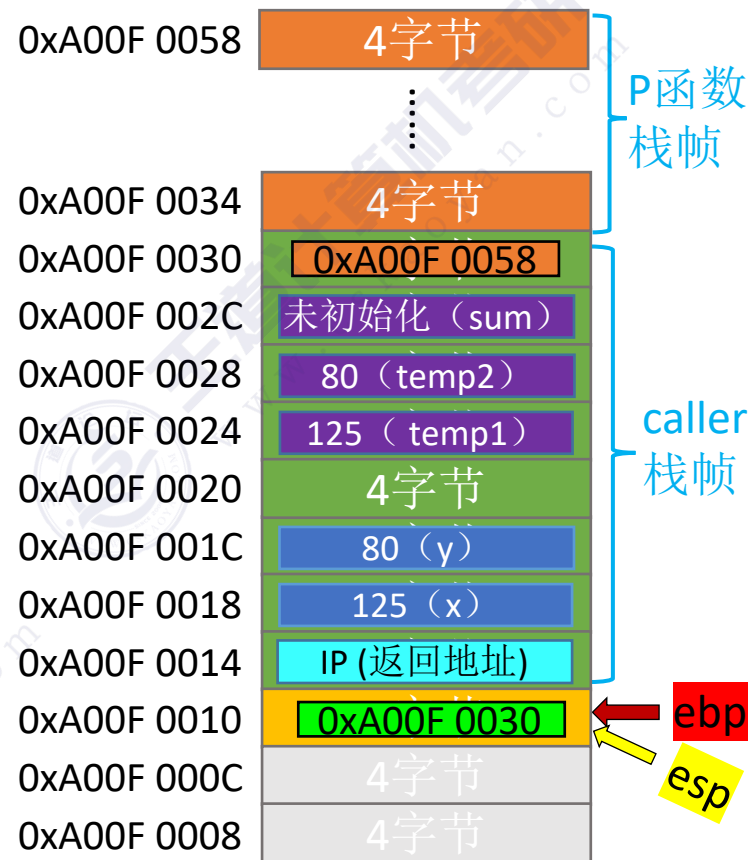 0xA00F 0058 4字节
P函数
栈帧
0xA00F 0034 4字节
0xA00F 0030 0xA00F 0058
0xA00F 002C 未初始化（sum）
0xA00F 0028 80（temp2）
0xA00F 0024 125（ temp1）
caller
栈帧
0xA00F 0020 4字节
0xA00F 001C 80（y）
0xA00F 0018 125（x）
0xA00F 0014 IP (返回地址)
0xA00F 0010 0xA00F 0030 ebp
esp
0xA00F 000C 4字节
0xA00F 0008 4字节